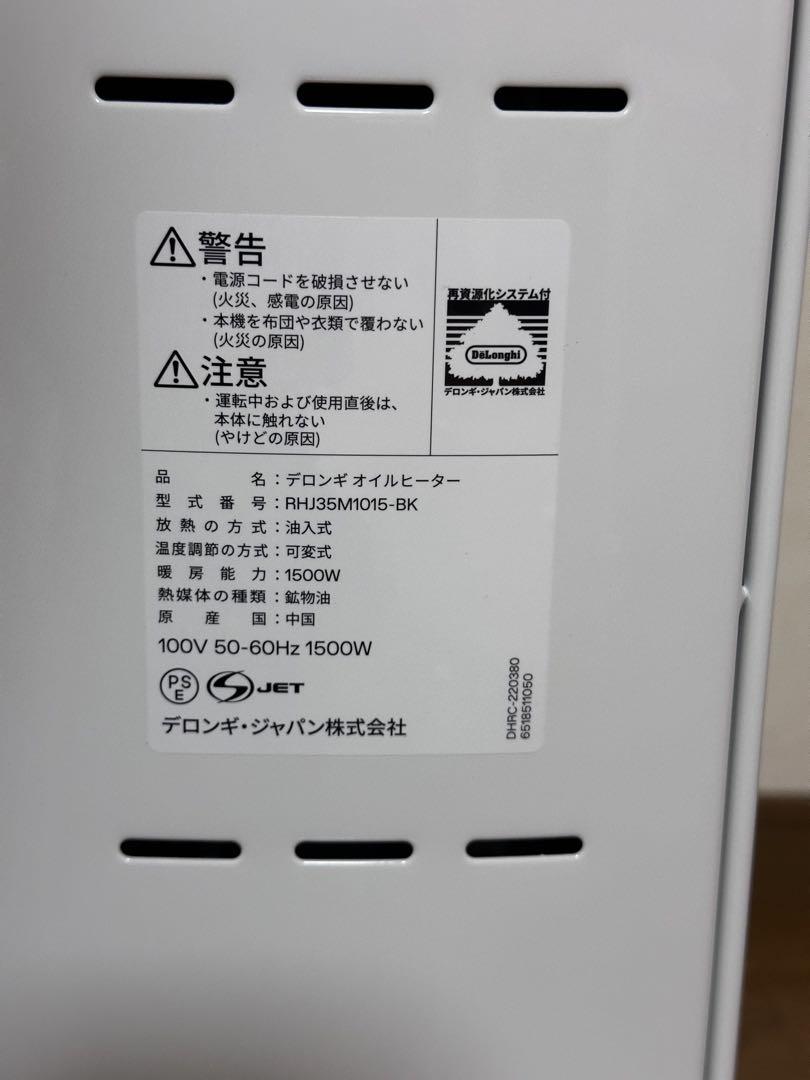 警告
・電源コードを破損させない
(火災、感電の原因)
・本機を布団や衣類で覆わない
(火災の原因)
注意
・運転中および使用直後は、
本体に触れない
(やけどの原因)
再資源化システム付
DēLonghi
デロンギ・ジャパン株式会社
品名：デロンギ オイルヒーター
型式番号：RHJ35M1015-BK
放熱の方式：油入式
温度調節の方式：可変式
暖房能力：1500W
熱媒体の種類：鉱物油
原産国：中国
100V 50-60Hz 1500W
PS
E
JET
デロンギ・ジャパン株式会社
DHRC-220380
6518511050